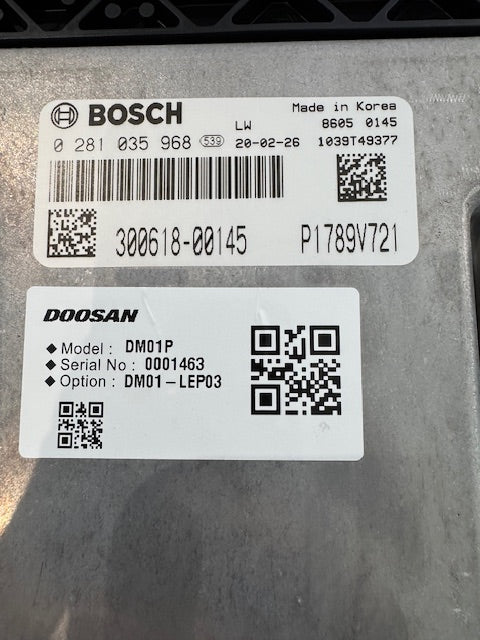 BOSCH
LW
Made in Korea
8605 0145
0 281 035 968 539 20-02-26 1039T49377
300618-00145 P1789V721
DOOSAN
◆ Model : DM01P
◆ Serial No : 0001463
◆ Option : DM01-LEP03